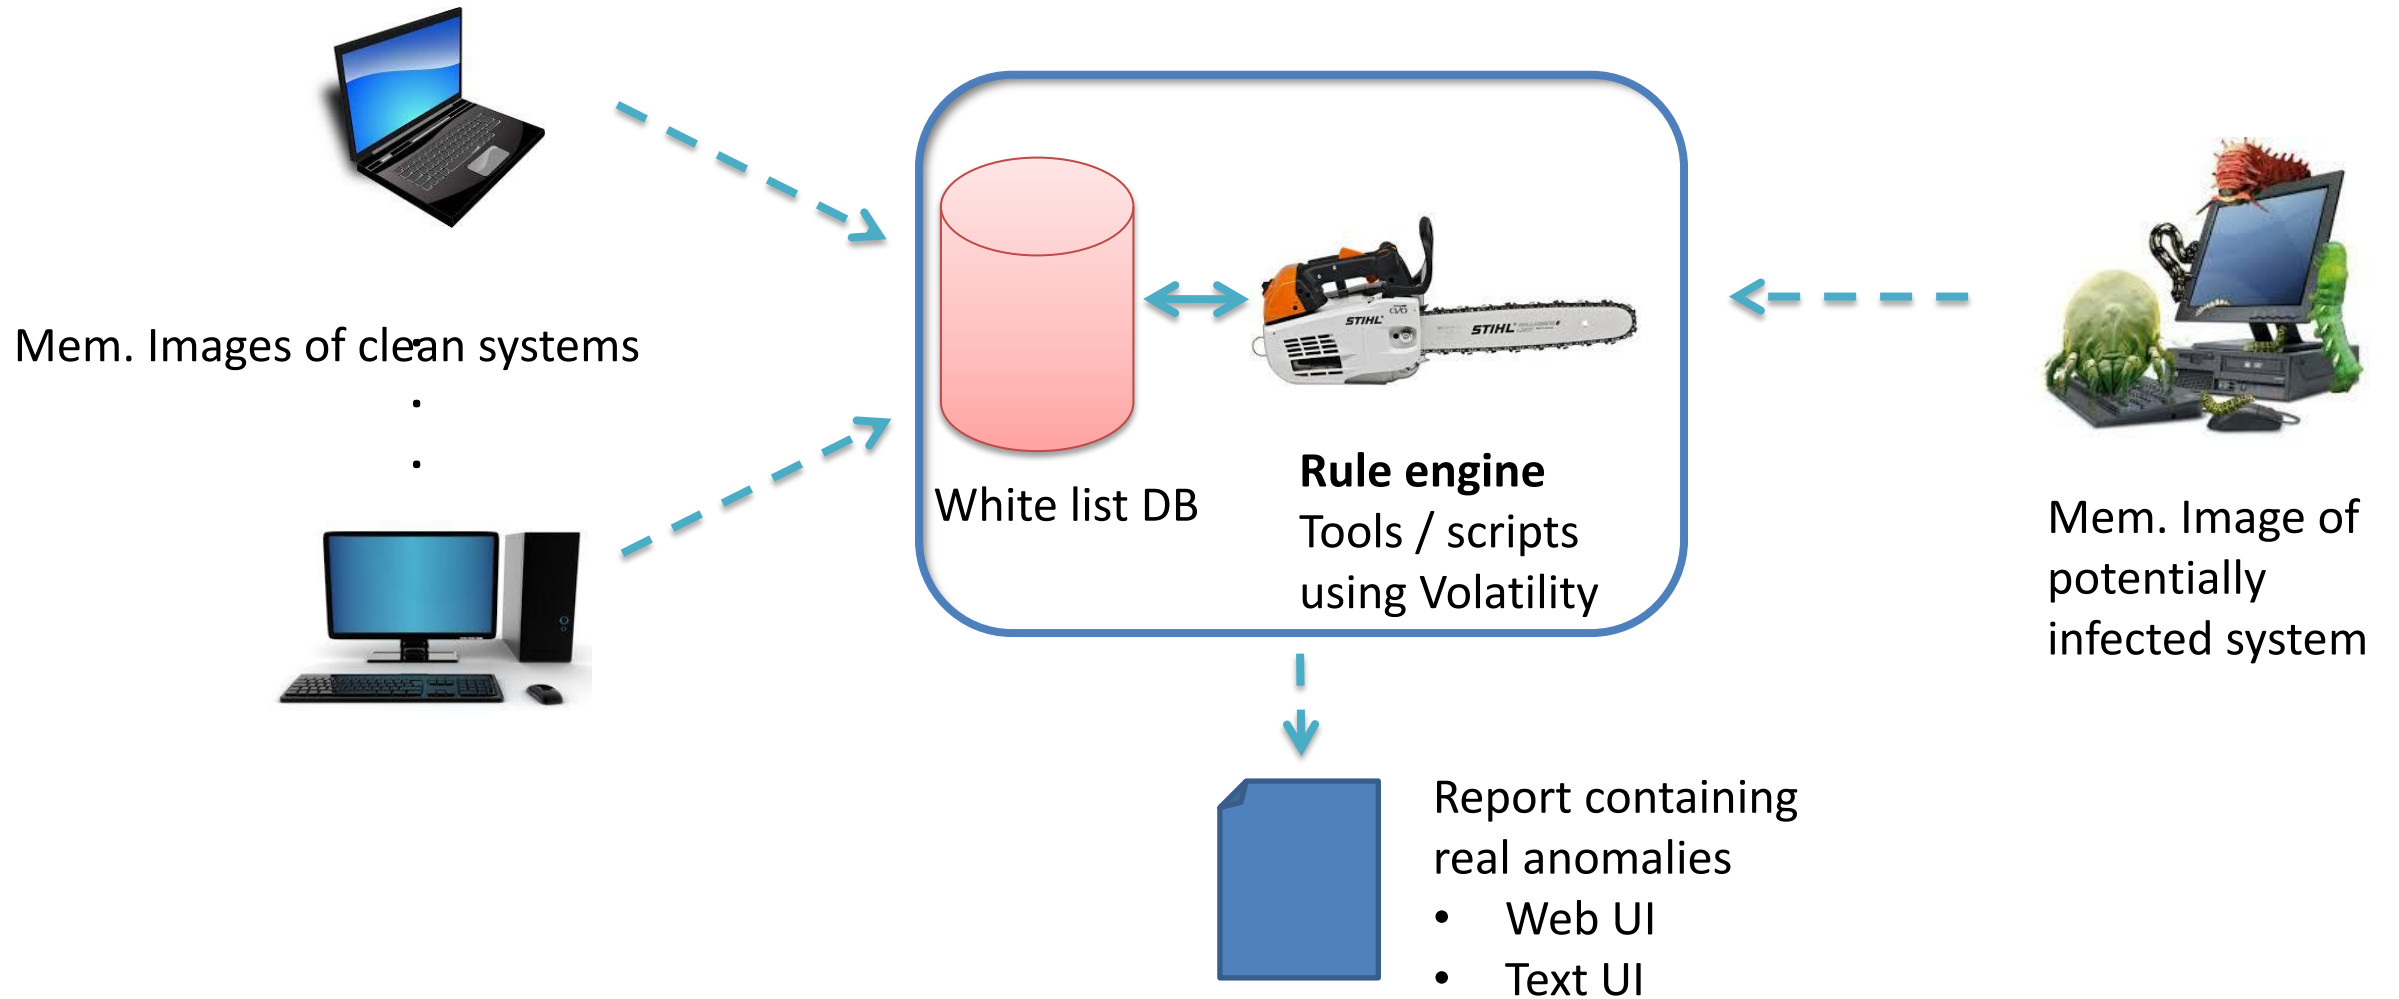 Mem. Images of clean systems
White list DB
STIHL
STIHL
Rule engine
Tools / scripts
using Volatility
Mem. Image of
potentially
infected system
Report containing
real anomalies
• Web UI
• Text UI